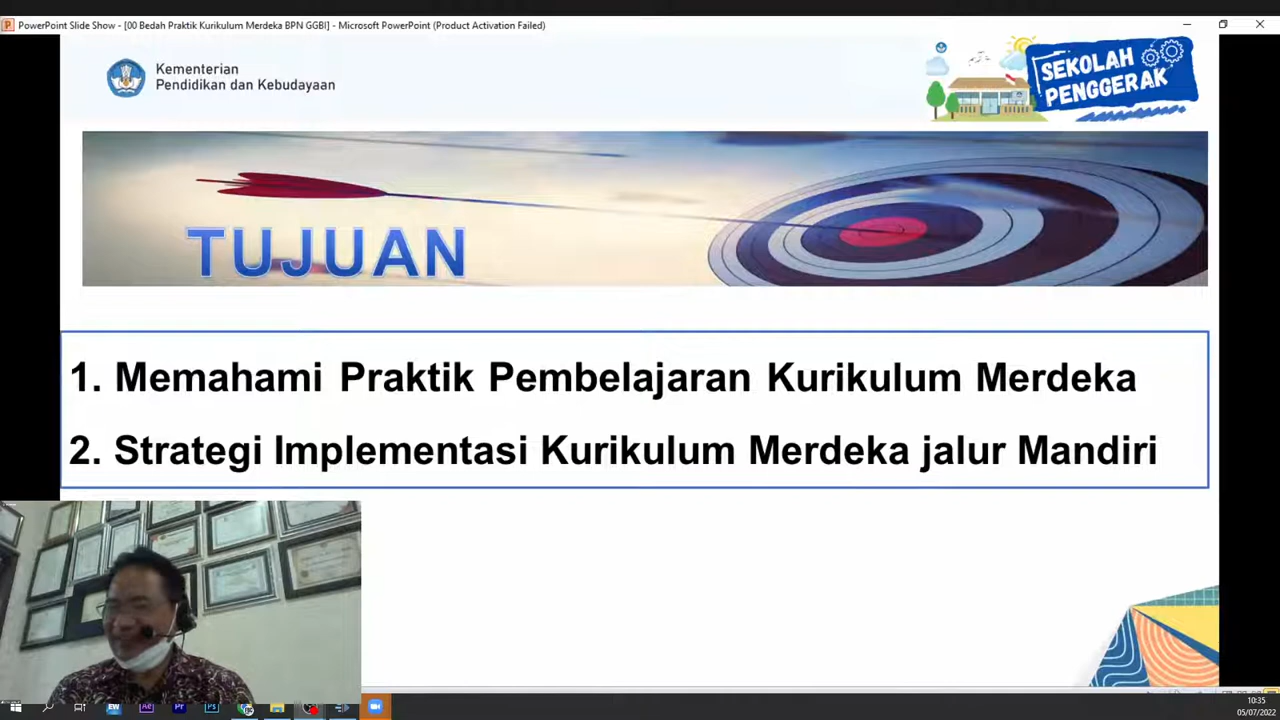 PowerPoint Slide Show - [00 Bedah Praktik Kurikulum Merdeka BPN GGBI] - Microsoft PowerPoint (Product Activation Failed)
Kementerian
Pendidikan dan Kebudayaan
SEKOLAH
PENGGERAK
TUJUAN
1. Memahami Praktik Pembelajaran Kurikulum Merdeka
2. Strategi Implementasi Kurikulum Merdeka jalur Mandiri
10:35
05/07/2022